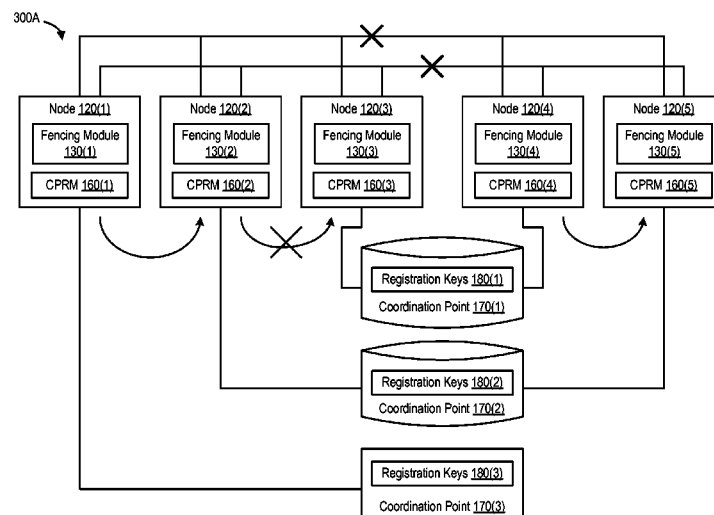 300A
Node 120(1)
Fencing Module
130(1)
CPRM 160(1)
Node 120(2)
Fencing Module
130(2)
CPRM 160(2)
Node 120(3)
Fencing Module
130(3)
CPRM 160(3)
Node 120(4)
Fencing Module
130(4)
CPRM 160(4)
Node 120(5)
Fencing Module
130(5)
CPRM 160(5)
Registration Keys 180(1)
Coordination Point 170(1)
Registration Keys 180(2)
Coordination Point 170(2)
Registration Keys 180(3)
Coordination Point 170(3)